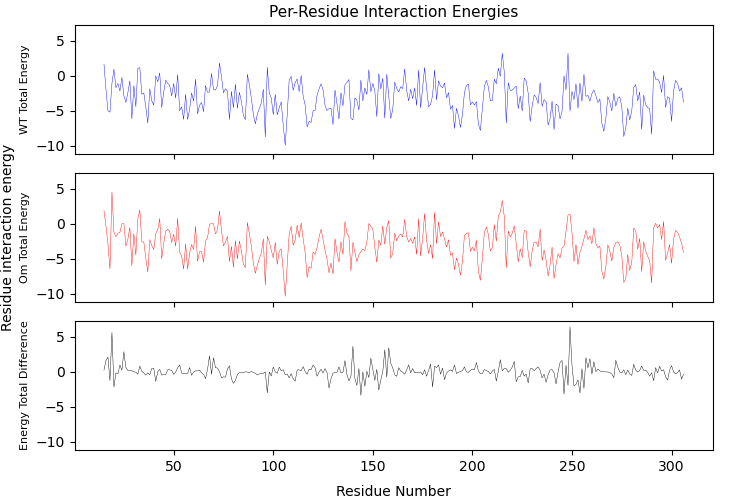 Per-Residue Interaction Energies
Residue interaction energy
WT Total Energy
5
0
−5
−10
Om Total Energy
5
0
−5
−10
Energy Total Difference
5
0
−5
−10
50 100 150 200 250 300
Residue Number